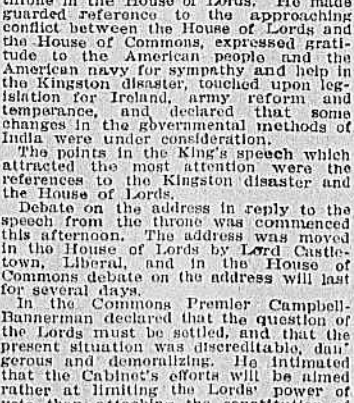 throne in the House of Lords. He made
guarded reference to the approaching
conflict between the House of Lords and
the House of Commons, expressed grati-
tude to the American people and the
American navy for sympathy and help in
the Kingston disaster, touched upon leg-
islation for Ireland, army reform and
temperance, and declared that some
changes in the governmental methods of
India were under consideration.
The points in the King's speech which
attracted the most attention were the
references to the Kingston disaster and
the House of Lords.
Debate on the address in reply to the
speech from the throne was commenced
this afternoon. The address was moved
in the House of Lords by Lord Castle-
town, Liberal, and in the House of
Commons debate on the address will last
for several days.
In the Commons Premier Campbell-
Bannerman declared that the question of
the Lords must be settled, and that the
present situation was discreditable, dan-
gerous and demoralizing. He intimated
that the Cabinet's efforts will be aimed
rather at limiting the Lords' power of